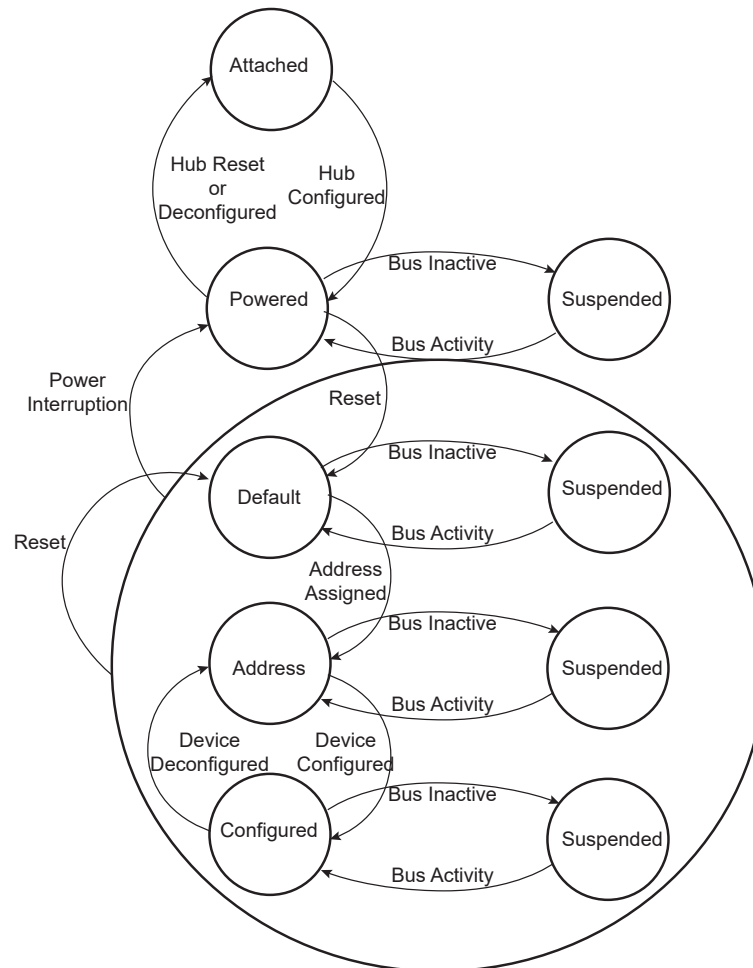 Attached
Hub Reset
or
Deconfigured
Hub
Configured
Bus Inactive
Powered
Suspended
Bus Activity
Power
Interruption
Reset
Bus Inactive
Default
Suspended
Bus Activity
Reset
Address
Assigned
Bus Inactive
Address
Suspended
Bus Activity
Device
Deconfigured
Device
Configured
Bus Inactive
Configured
Suspended
Bus Activity